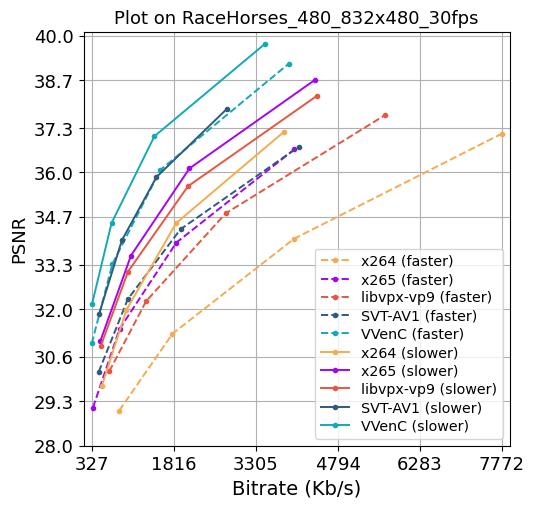 Plot on RaceHorses_480_832x480_30fps
PSNR
40.0
38.7
37.3
36.0
34.7
33.3
32.0
30.6
29.3
28.0
x264 (faster)
x265 (faster)
libvpx-vp9 (faster)
SVT-AV1 (faster)
VVenC (faster)
x264 (slower)
x265 (slower)
libvpx-vp9 (slower)
SVT-AV1 (slower)
VVenC (slower)
327 1816 3305 4794 6283 7772
Bitrate (Kb/s)